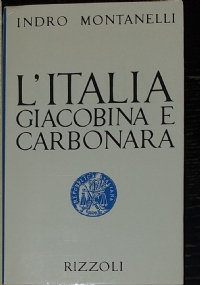 INDRO MONTANELLI
L'ITALIA
GIACOBINA E
CARBONARA
RIZZOLI